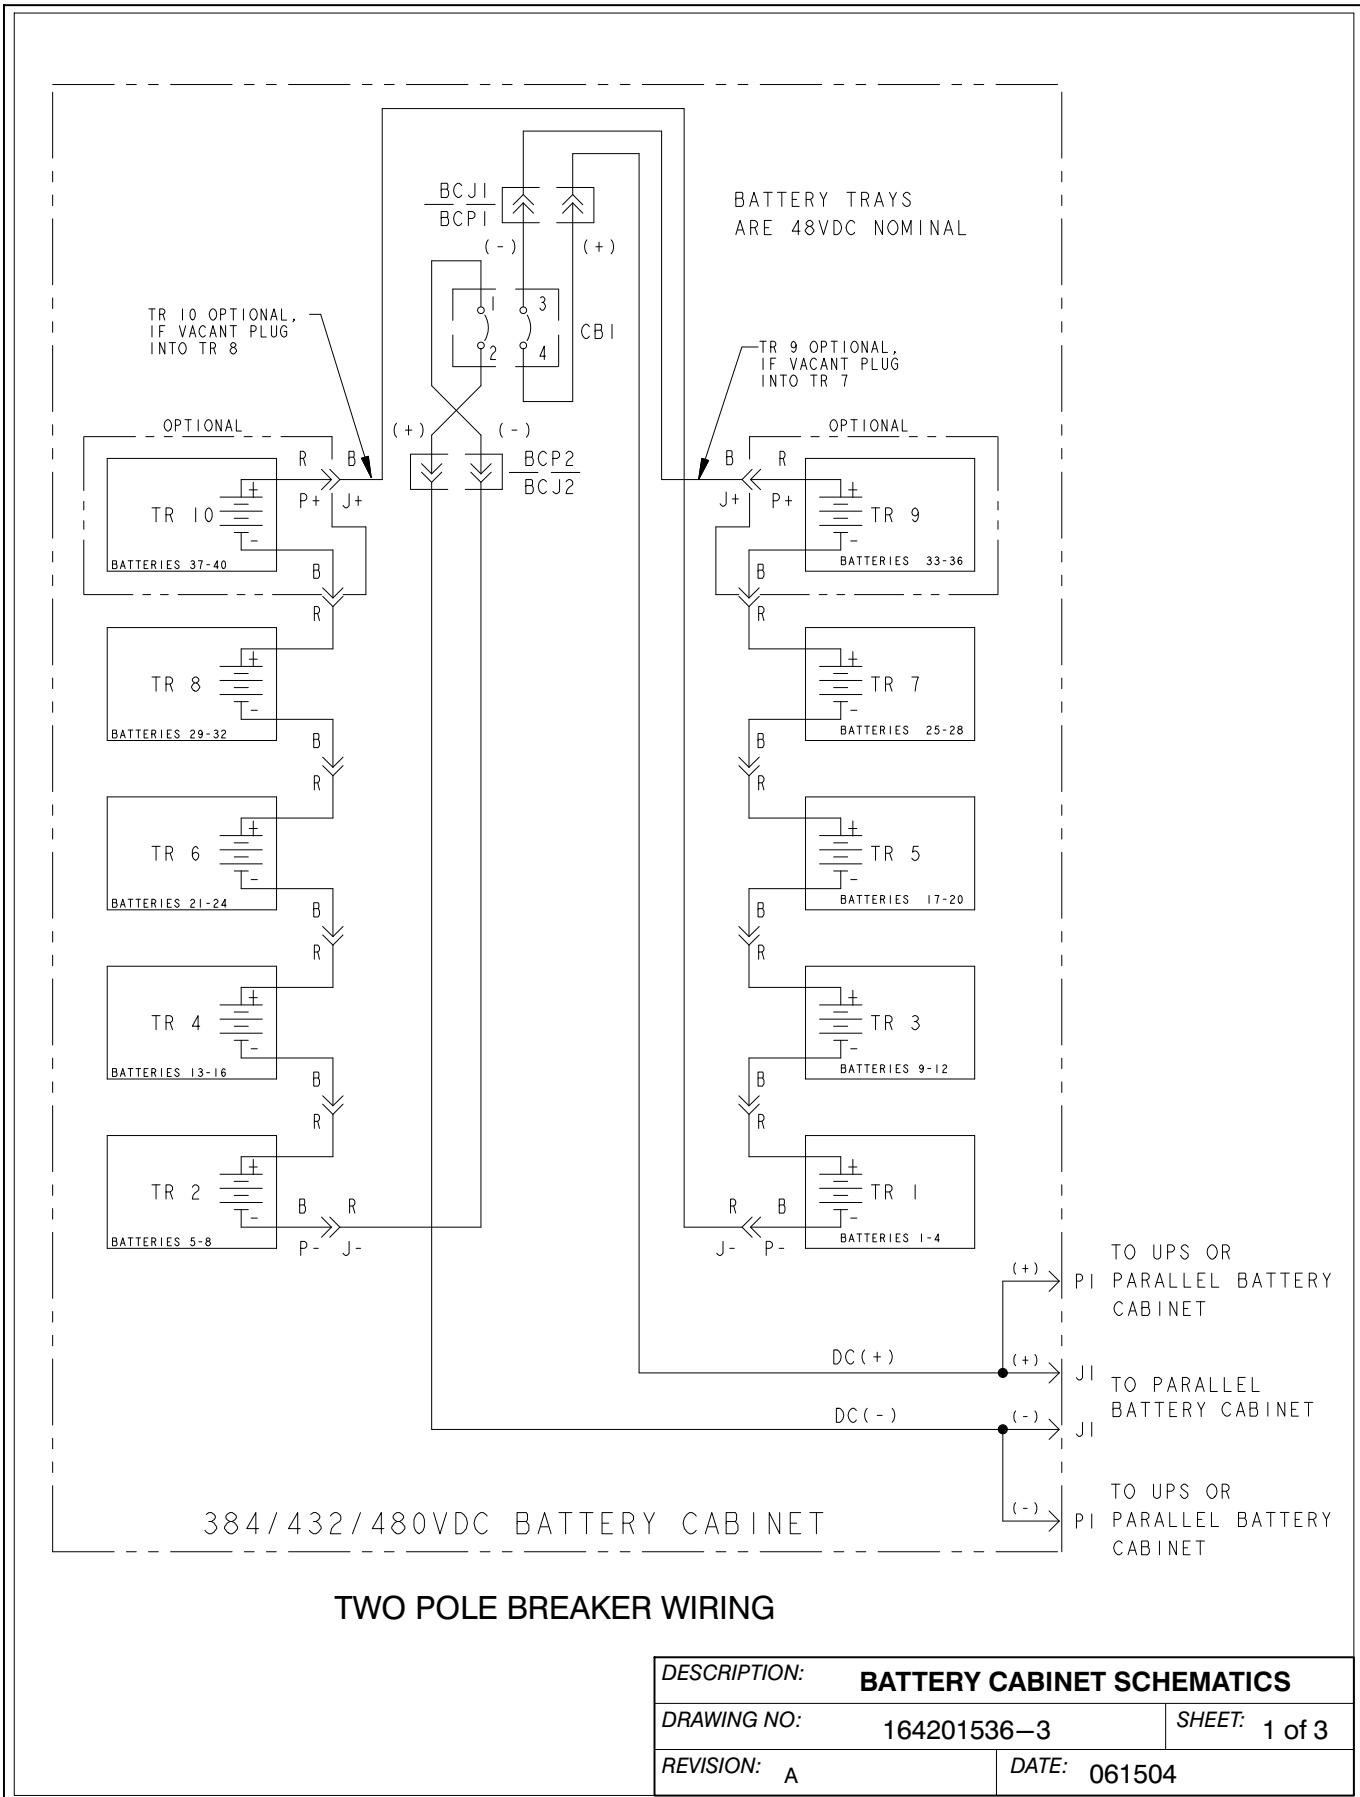 BCJ1
BCP1
BATTERY TRAYS
ARE 48VDC NOMINAL
(-)
(+)
TR 10 OPTIONAL,
IF VACANT PLUG
INTO TR 8
1
3
CB1
2
4
TR 9 OPTIONAL,
IF VACANT PLUG
INTO TR 7
OPTIONAL
(+)
(-)
OPTIONAL
R
B
BCP2
BCJ2
B
R
P+
J+
J+
P+
+
TR 10
-
BATTERIES 37-40
B
R
+
TR 9
-
BATTERIES 33-36
B
R
+
TR 8
-
BATTERIES 29-32
B
R
+
TR 7
-
BATTERIES 25-28
B
R
+
TR 6
-
BATTERIES 21-24
B
R
+
TR 5
-
BATTERIES 17-20
B
R
+
TR 4
-
BATTERIES 13-16
B
R
+
TR 3
-
BATTERIES 9-12
B
R
+
TR 2
-
BATTERIES 5-8
B
R
P-
J-
+
TR 1
-
BATTERIES 1-4
R
B
J-
P-
(+)
P1
TO UPS OR
PARALLEL BATTERY
CABINET
DC(+)
(+)
J1
TO PARALLEL
BATTERY CABINET
DC(-)
(-)
J1
(-)
P1
TO UPS OR
PARALLEL BATTERY
CABINET
384/432/480VDC BATTERY CABINET
TWO POLE BREAKER WIRING
DESCRIPTION: BATTERY CABINET SCHEMATICS
DRAWING NO: 164201536–3
SHEET: 1 of 3
REVISION: A
DATE: 061504